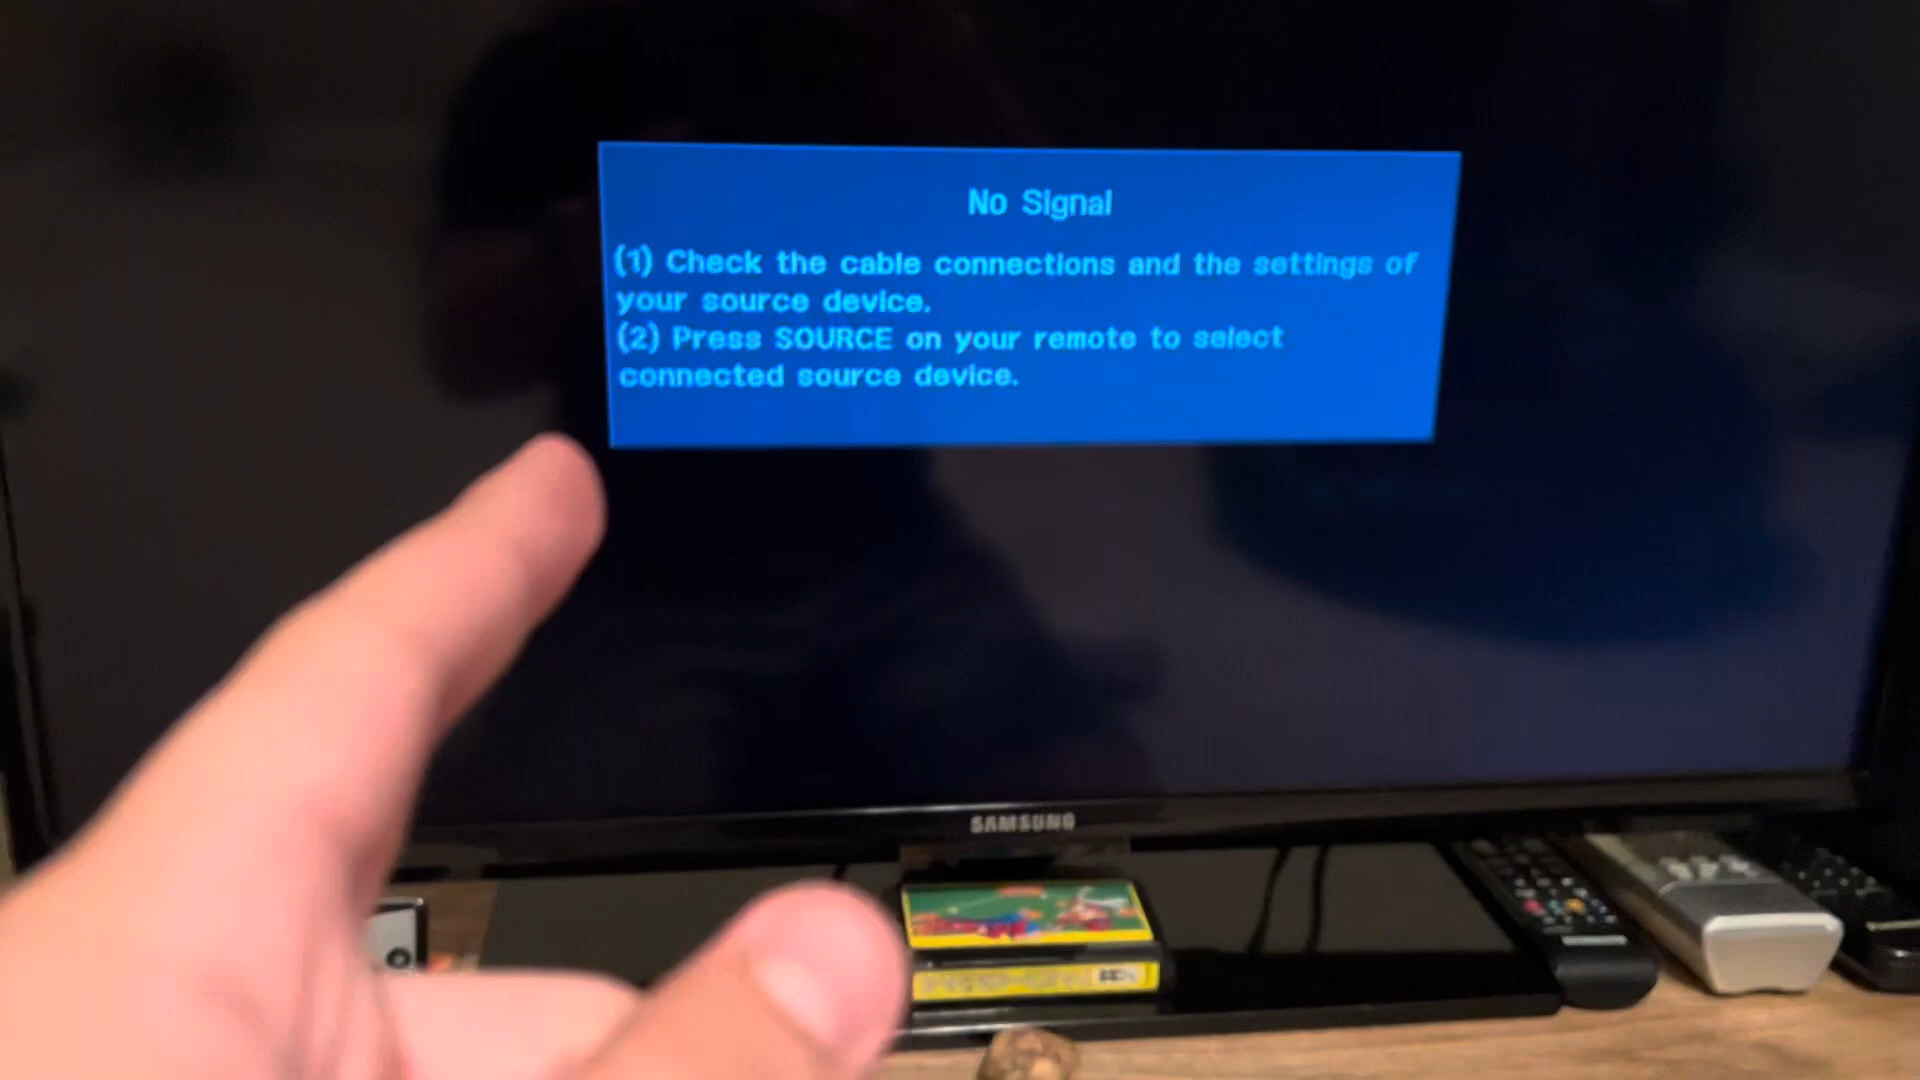 No Signal
(1) Check the cable connections and the settings of
your source device.
(2) Press SOURCE on your remote to select
connected source device.
SAMSUNG